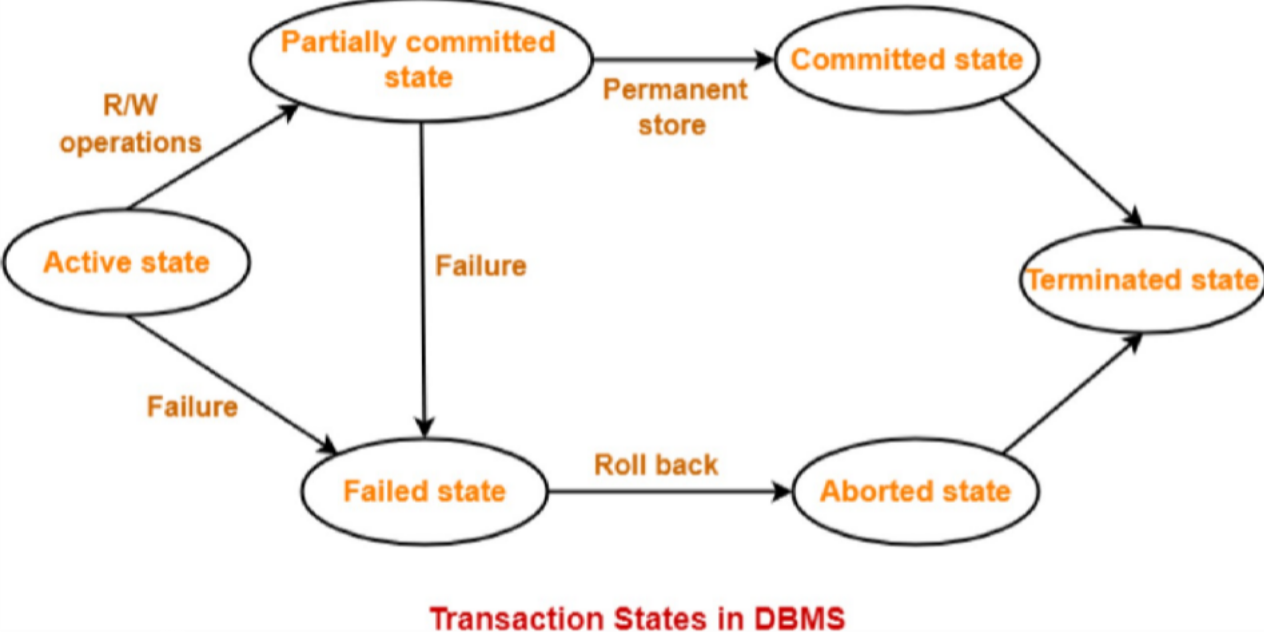 Partially committed
state
Committed state
Permanent
store
R/W
operations
Active state
Failure
Terminated state
Failure
Roll back
Failed state
Aborted state
Transaction States in DBMS